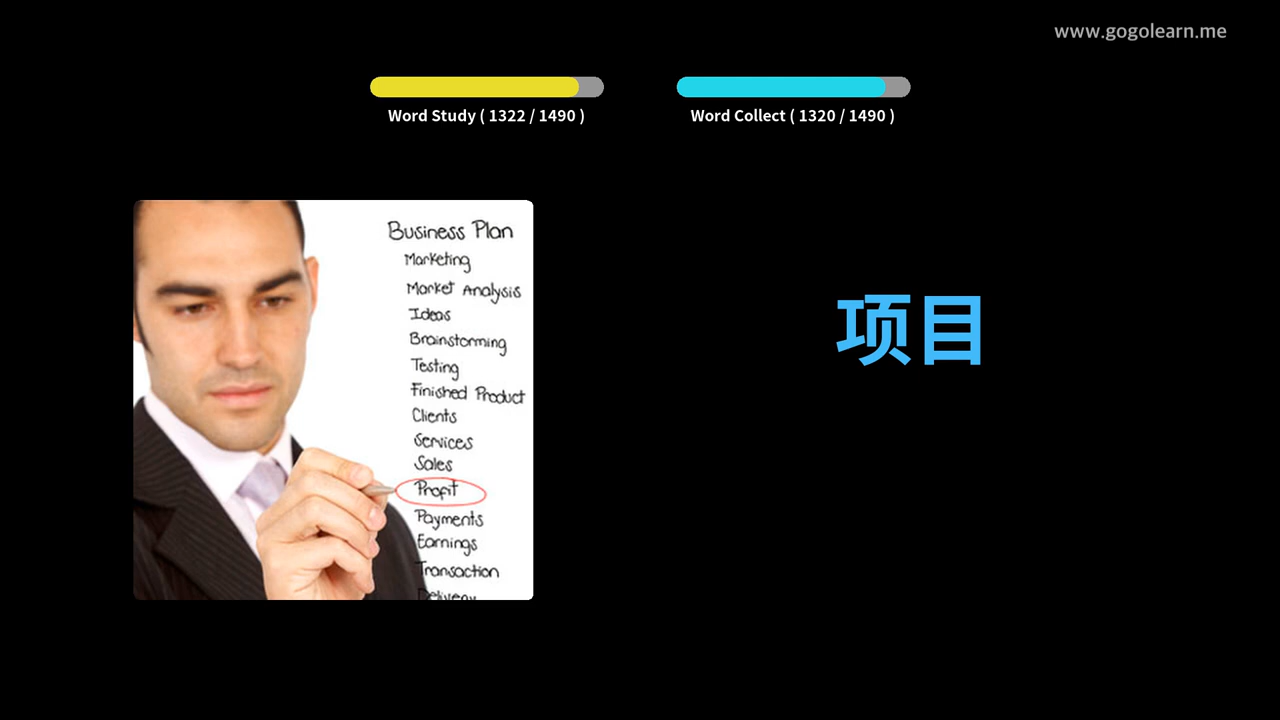 www.gogolearn.me
Word Study ( 1322 / 1490 )
Word Collect ( 1320 / 1490 )
Business Plan
Marketing
Market Analysis
Ideas
Brainstorming
Testing
Finished Product
Clients
Services
Sales
Profit
Payments
Earnings
Transaction
Delivery
项目